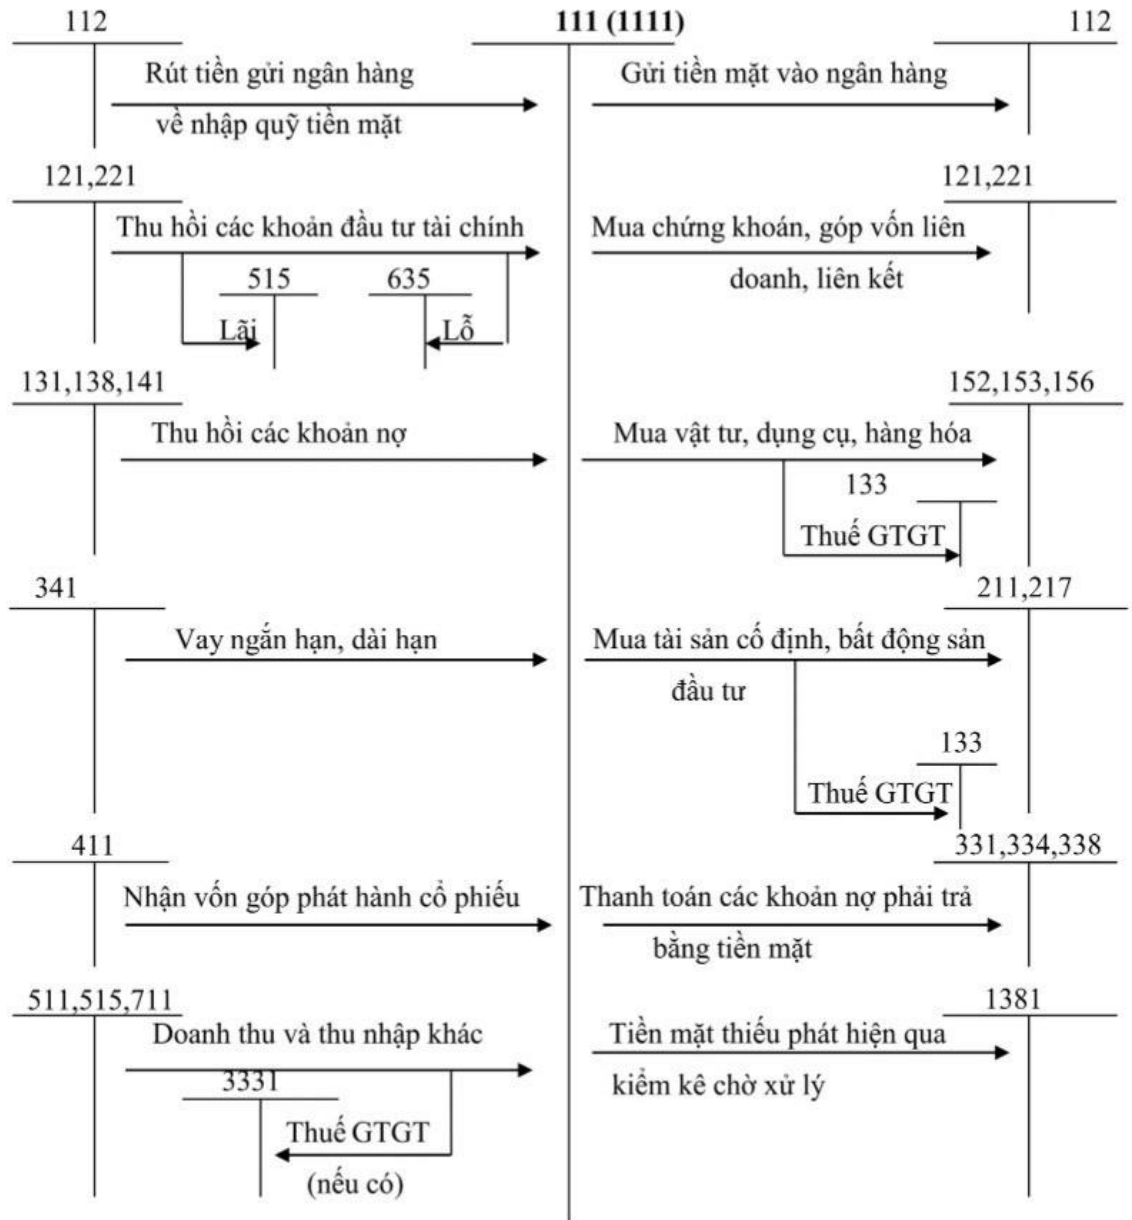 112
111 (1111)
112
Rút tiền gửi ngân hàng
về nhập quỹ tiền mặt
Gửi tiền mặt vào ngân hàng
121,221
121,221
Thu hồi các khoản đầu tư tài chính
515
635
Lãi
Lỗ
Mua chứng khoán, góp vốn liên
doanh, liên kết
131,138,141
152,153,156
Thu hồi các khoản nợ
Mua vật tư, dụng cụ, hàng hóa
133
Thuế GTGT
341
211,217
Vay ngắn hạn, dài hạn
Mua tài sản cố định, bất động sản
đầu tư
133
Thuế GTGT
411
331,334,338
Nhận vốn góp phát hành cổ phiếu
Thanh toán các khoản nợ phải trả
bằng tiền mặt
511,515,711
1381
Doanh thu và thu nhập khác
3331
Thuế GTGT
(nếu có)
Tiền mặt thiếu phát hiện qua
kiểm kê chờ xử lý